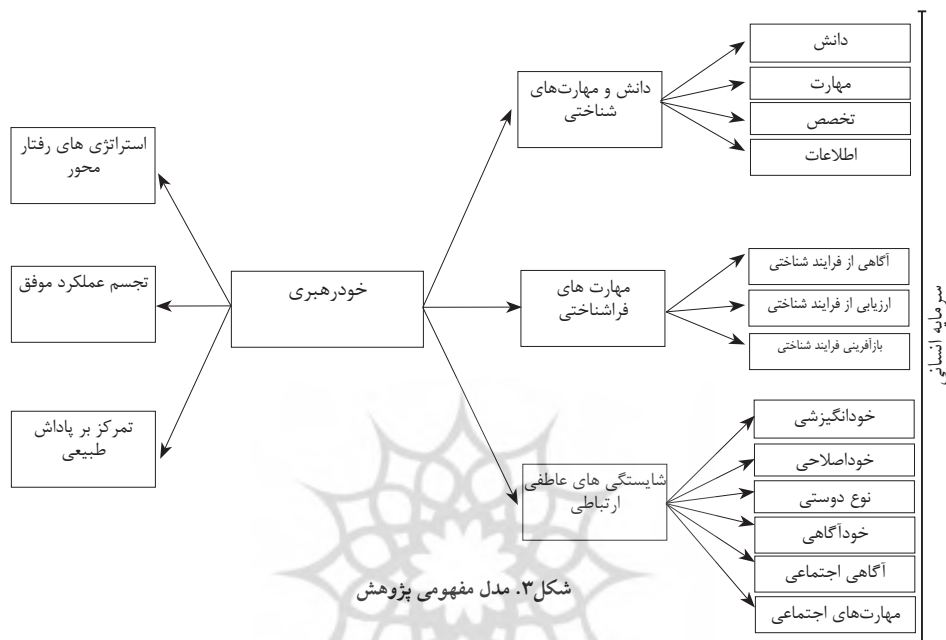 دانش
مهارت
تخصص
اطلاعات
دانش و مهارت‌های
شناختی
استراتژی های رفتار
محور
تجسم عملکرد موفق
تمرکز بر پاداش
طبیعی
خودرهبری
مهارت های
فراشناختی
آگاهی از فرایند شناختی
ارزیابی از فرایند شناختی
بازآفرینی فرایند شناختی
شایستگی های عاطفی
ارتباطی
خودانگیزشی
خوداصلاحی
نوع دوستی
خودآگاهی
آگاهی اجتماعی
مهارت‌های اجتماعی
سرمایه انسانی
شکل۳. مدل مفهومی پژوهش